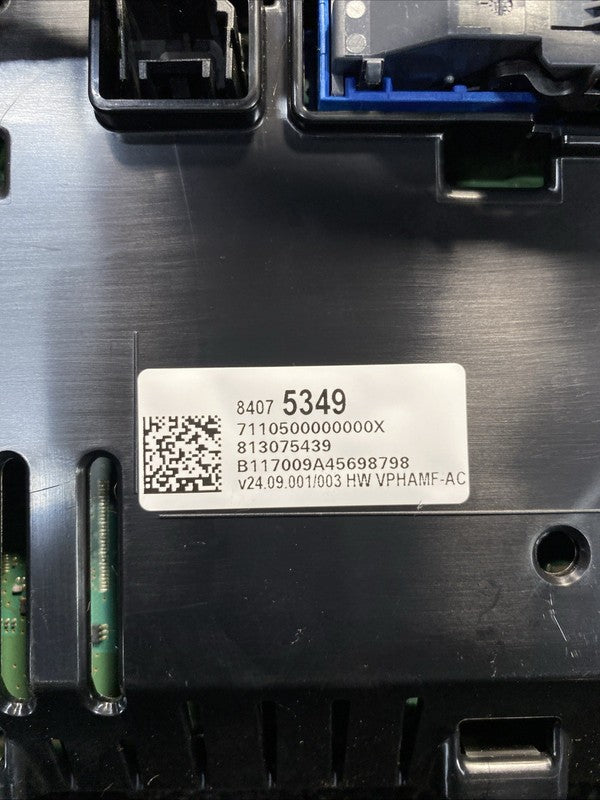 8407 5349
7110500000000X
813075439
B117009A45698798
v24.09.001/003 HW VPHAMF-AC